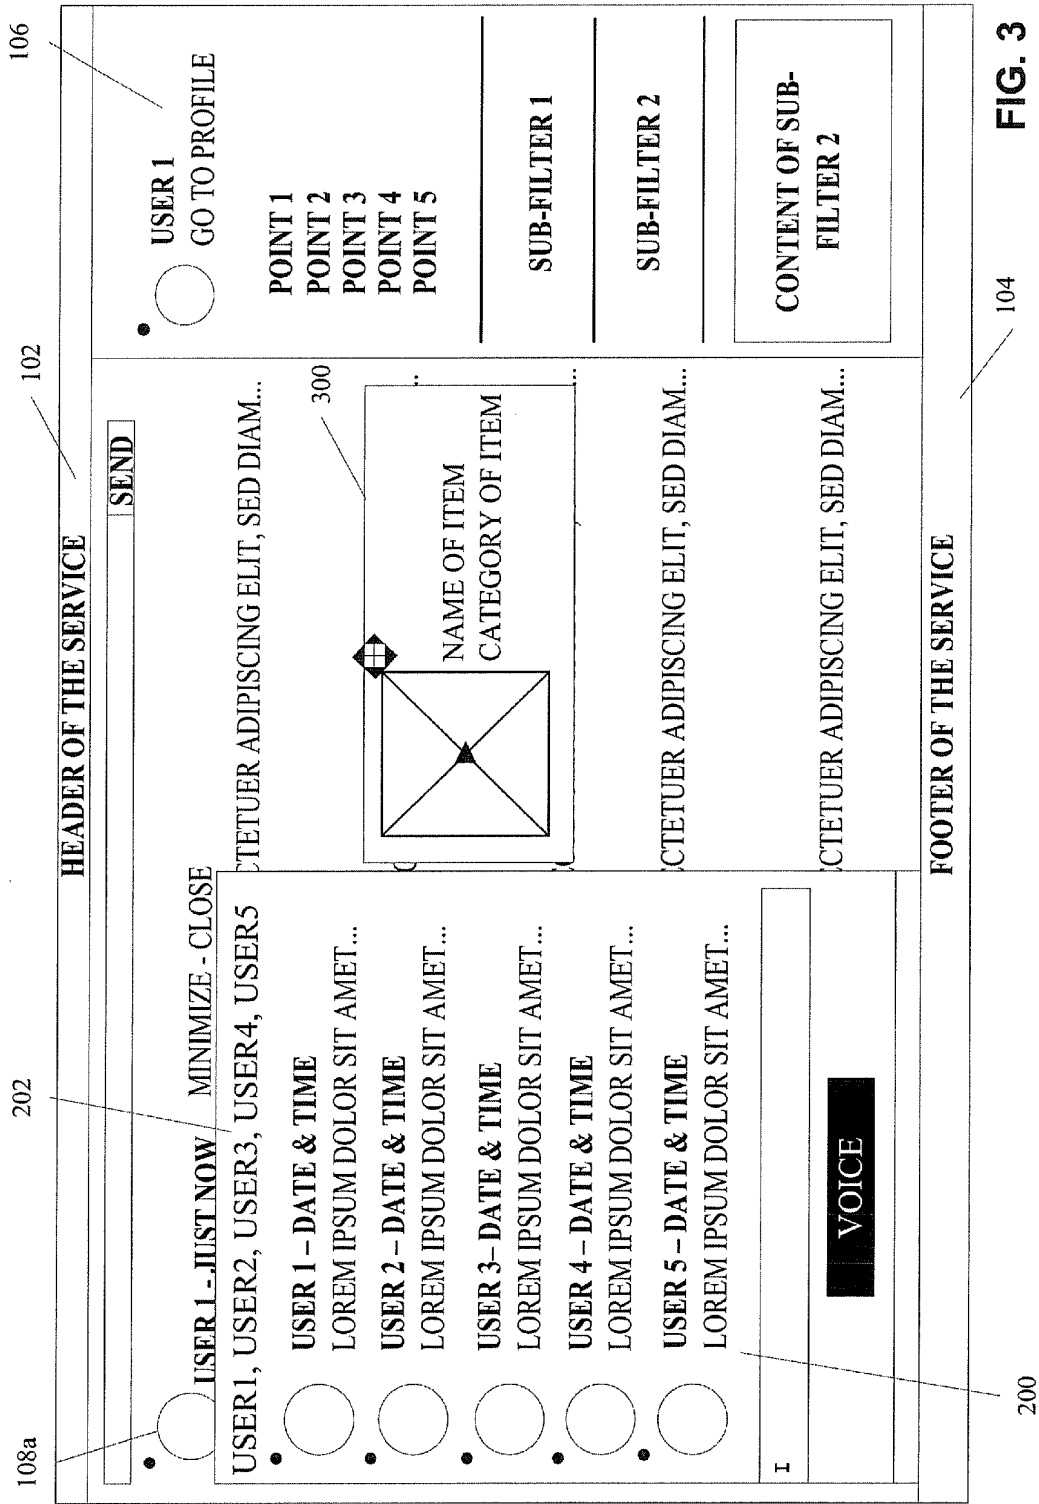 108a
202
102
106
HEADER OF THE SERVICE
SEND
USER 1 - JUST NOW
MINIMIZE - CLOSE
USER1, USER2, USER3, USER4, USER5
USER 1 – DATE & TIME
LOREM IPSUM DOLOR SIT AMET...
USER 2 – DATE & TIME
LOREM IPSUM DOLOR SIT AMET...
USER 3– DATE & TIME
LOREM IPSUM DOLOR SIT AMET...
USER 4 – DATE & TIME
LOREM IPSUM DOLOR SIT AMET...
USER 5 – DATE & TIME
LOREM IPSUM DOLOR SIT AMET...
I
VOICE
CTETUER ADIPISCING ELIT, SED DIAM...
300
...
NAME OF ITEM
CATEGORY OF ITEM
...
CTETUER ADIPISCING ELIT, SED DIAM...
CTETUER ADIPISCING ELIT, SED DIAM...
USER 1
GO TO PROFILE
POINT 1
POINT 2
POINT 3
POINT 4
POINT 5
SUB-FILTER 1
SUB-FILTER 2
CONTENT OF SUB-
FILTER 2
FOOTER OF THE SERVICE
200
104
FIG. 3